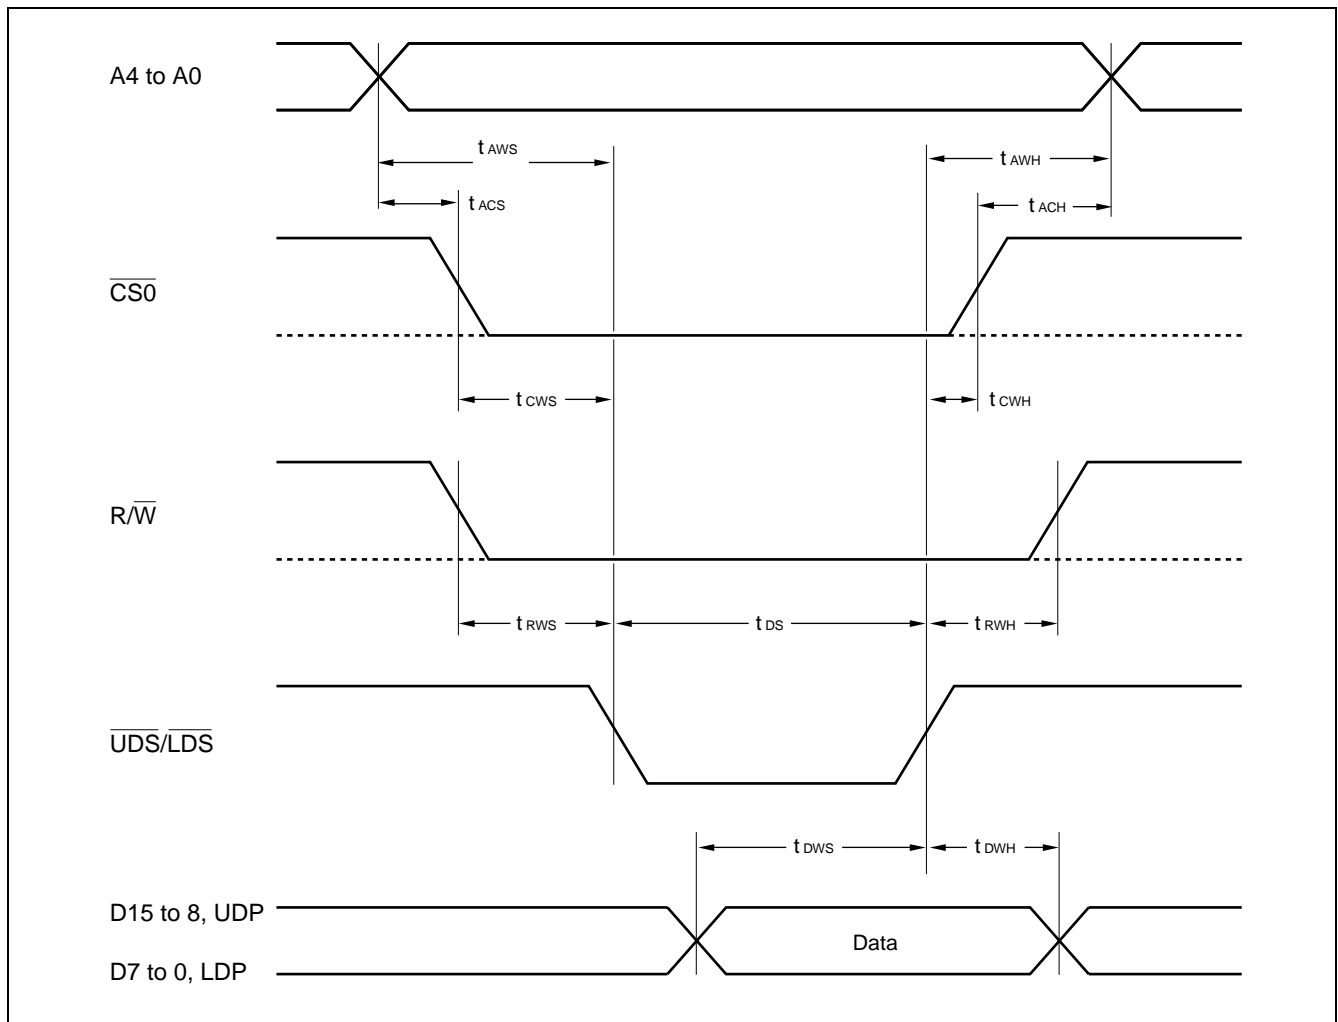 A4 to A0
t AWS
t AWH
t ACS
t ACH
CS0
t CWS
t CWH
R/W
t RWS
t DS
t RWH
UDS/LDS
t DWS
t DWH
D15 to 8, UDP
Data
D7 to 0, LDP